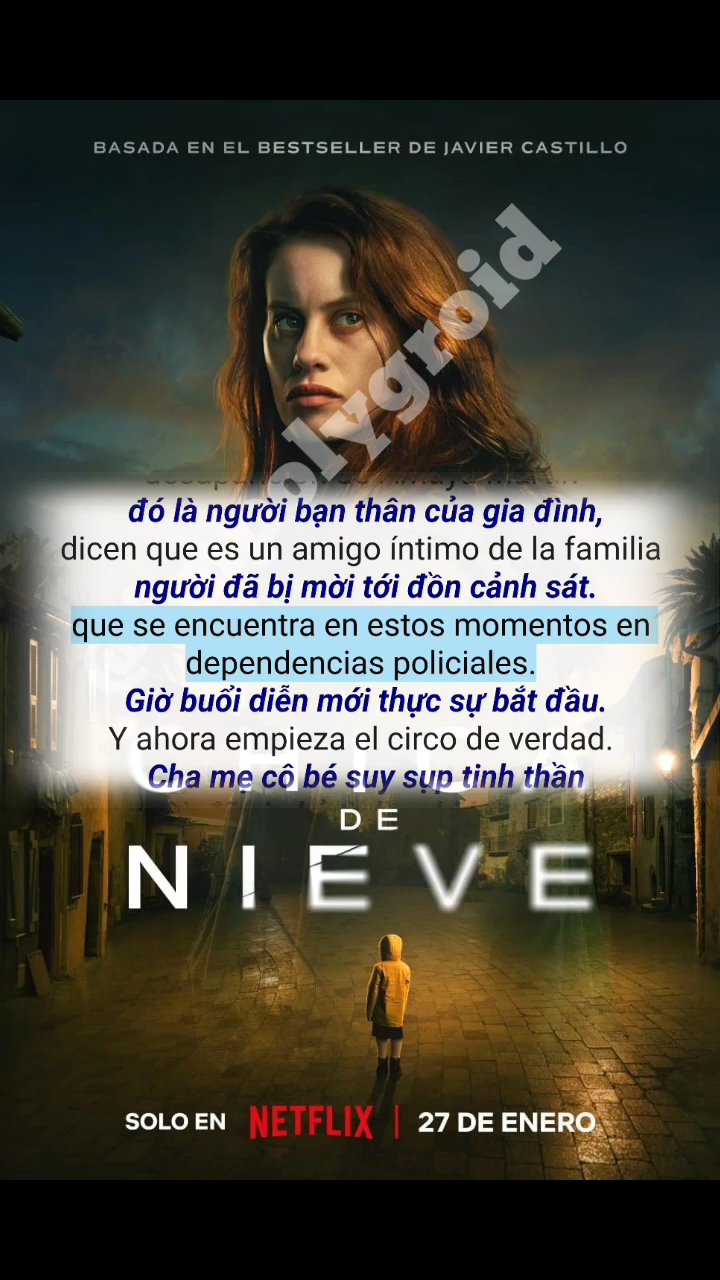 BASADA EN EL BESTSELLER DE JAVIER CASTILLO
olygroid
đó là người bạn thân của gia đình,
dicen que es un amigo íntimo de la familia
người đã bị mời tới đồn cảnh sát.
que se encuentra en estos momentos en
dependencias policiales.
Giờ buổi diễn mới thực sự bắt đầu.
Y ahora empieza el circo de verdad.
Cha mẹ cô bé suy sụp tinh thần
DE
NIEVE
SOLO EN NETFLIX | 27 DE ENERO